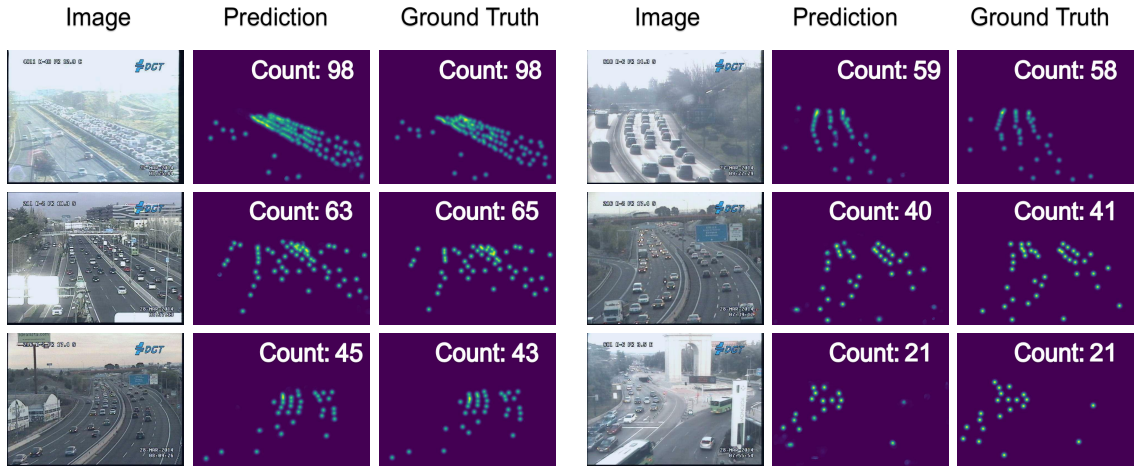 Image Prediction Ground Truth Image Prediction Ground Truth
DGT Count: 98 Count: 98 DGT Count: 59 Count: 58
DGT Count: 63 Count: 65 DGT Count: 40 Count: 41
DGT Count: 45 Count: 43 DGT Count: 21 Count: 21